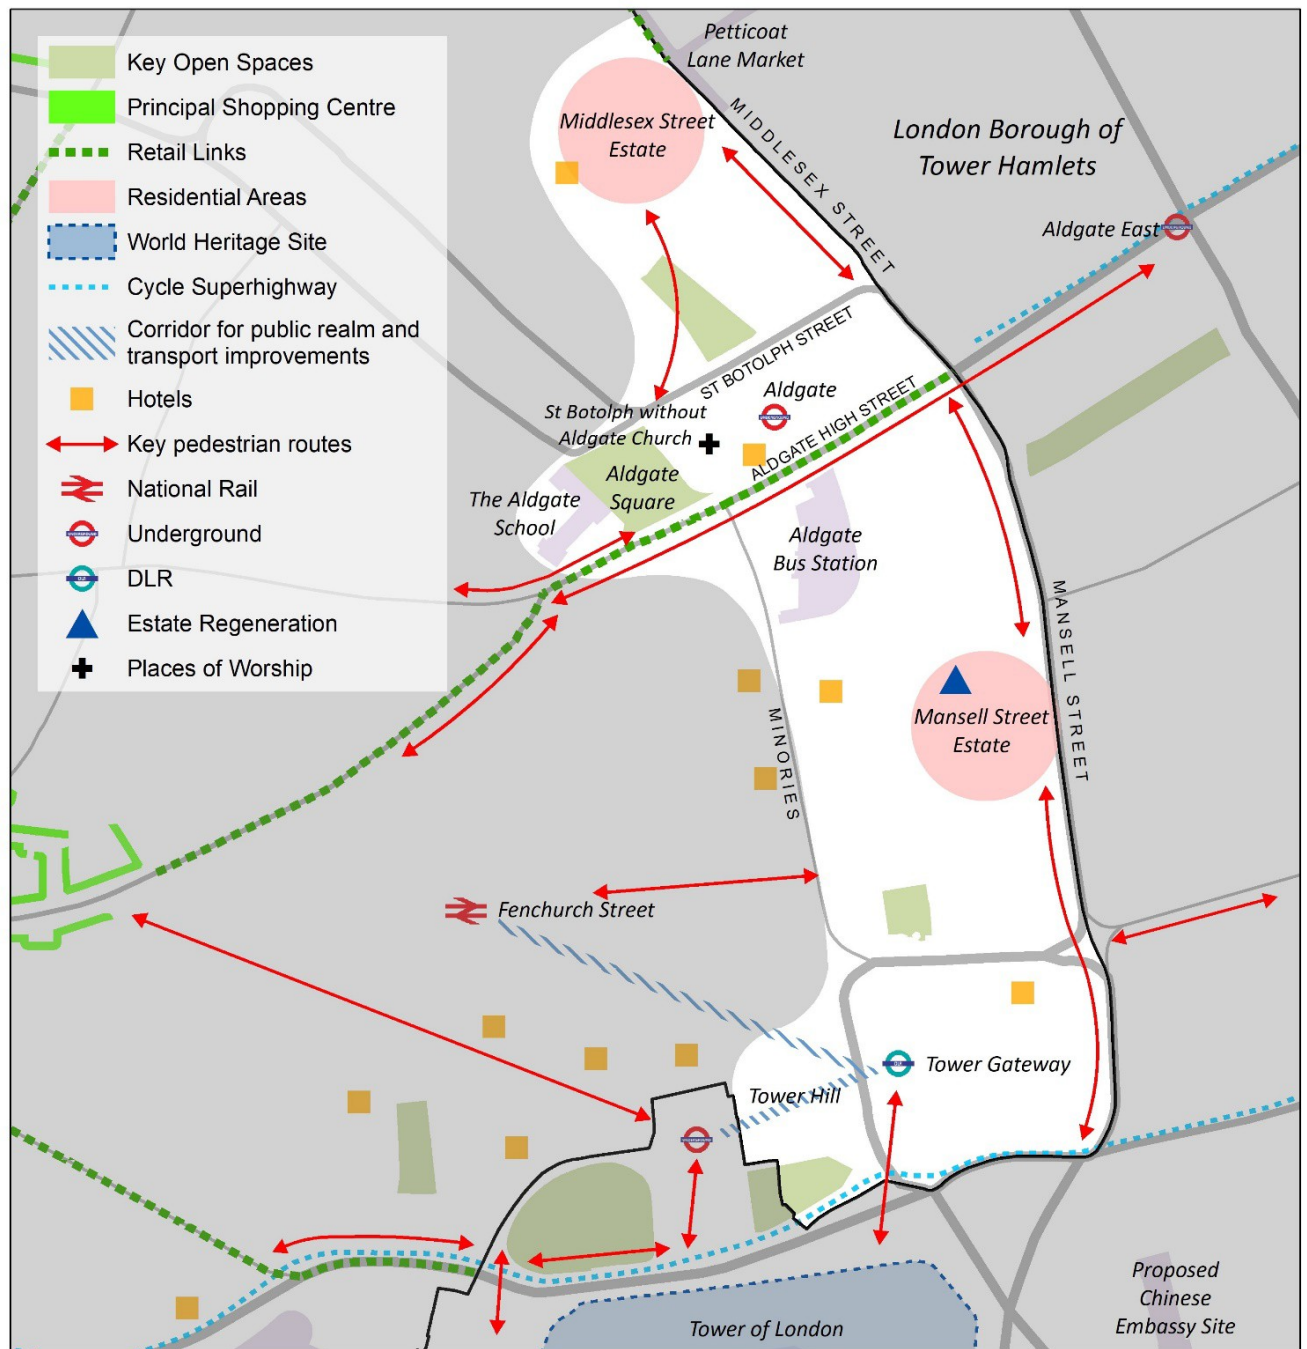 Key Open Spaces
Principal Shopping Centre
Retail Links
Residential Areas
World Heritage Site
Cycle Superhighway
Corridor for public realm and
transport improvements
Hotels
Key pedestrian routes
National Rail
Underground
DLR
Estate Regeneration
Places of Worship
Petticoat
Lane Market
Middlesex Street
Estate
MIDDLESEX STREET
London Borough of
Tower Hamlets
Aldgate East
ST BOTOLPH STREET
Aldgate
St Botolph without
Aldgate Church
ALDGATE HIGH STREET
Aldgate
Square
The Aldgate
School
Aldgate
Bus Station
MANSELL STREET
Mansell Street
Estate
MINORIES
Fenchurch Street
Tower Gateway
Tower Hill
Tower of London
Proposed
Chinese
Embassy Site